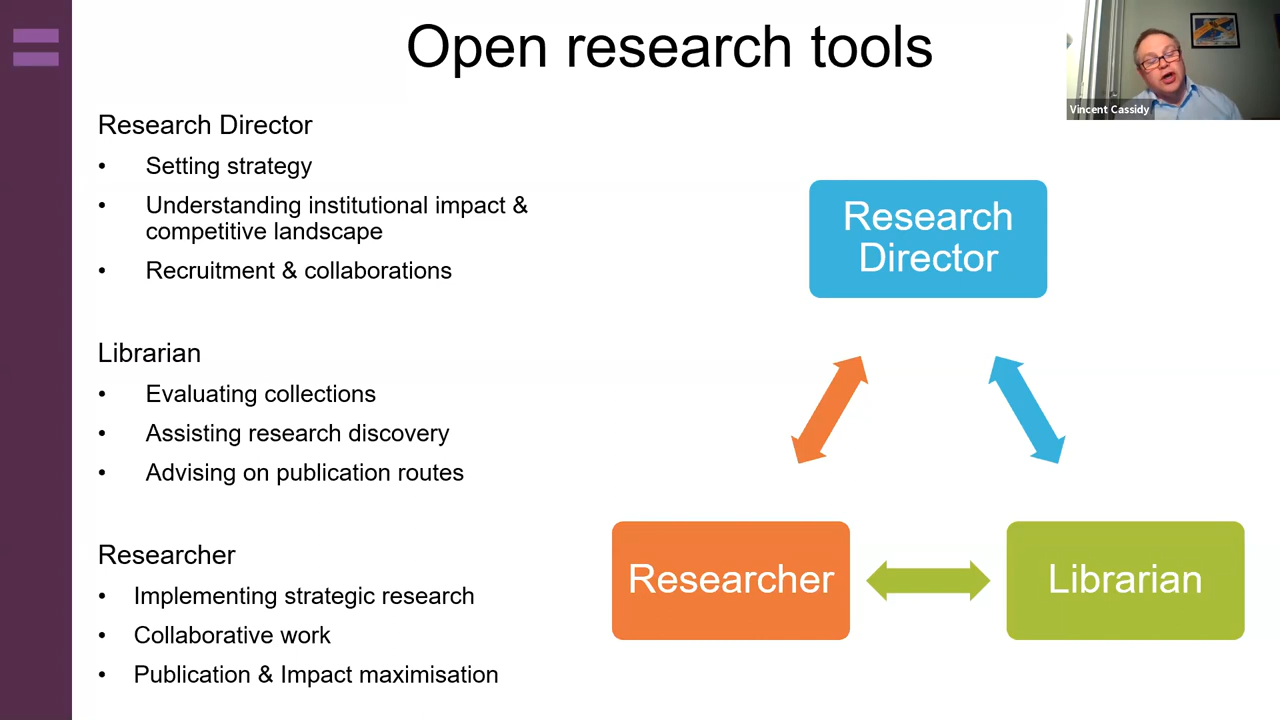 Open research tools
Vincent Cassidy
Research Director
• Setting strategy
• Understanding institutional impact &
competitive landscape
• Recruitment & collaborations
Librarian
• Evaluating collections
• Assisting research discovery
• Advising on publication routes
Researcher
• Implementing strategic research
• Collaborative work
• Publication & Impact maximisation
Research
Director
Researcher
Librarian